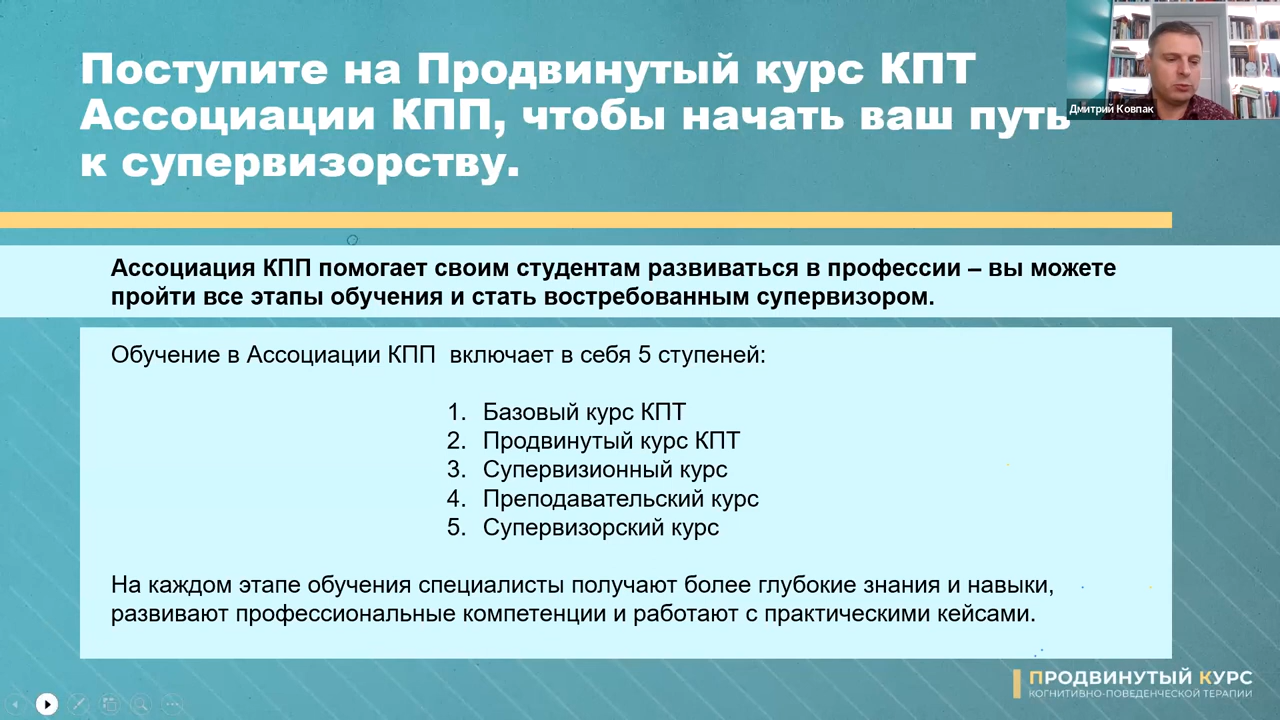 Поступите на Продвинутый курс КПТ
Ассоциации КПП, чтобы начать ваш путь
к супервизорству.
Дмитрий Ковпак
Ассоциация КПП помогает своим студентам развиваться в профессии – вы можете
пройти все этапы обучения и стать востребованным супервизором.
Обучение в Ассоциации КПП  включает в себя 5 ступеней:
1. Базовый курс КПТ
2. Продвинутый курс КПТ
3. Супервизионный курс
4. Преподавательский курс
5. Супервизорский курс
На каждом этапе обучения специалисты получают более глубокие знания и навыки,
развивают профессиональные компетенции и работают с практическими кейсами.
ПРОДВИНУТЫЙ КУРС
КОГНИТИВНО-ПОВЕДЕНЧЕСКОЙ ТЕРАПИИ